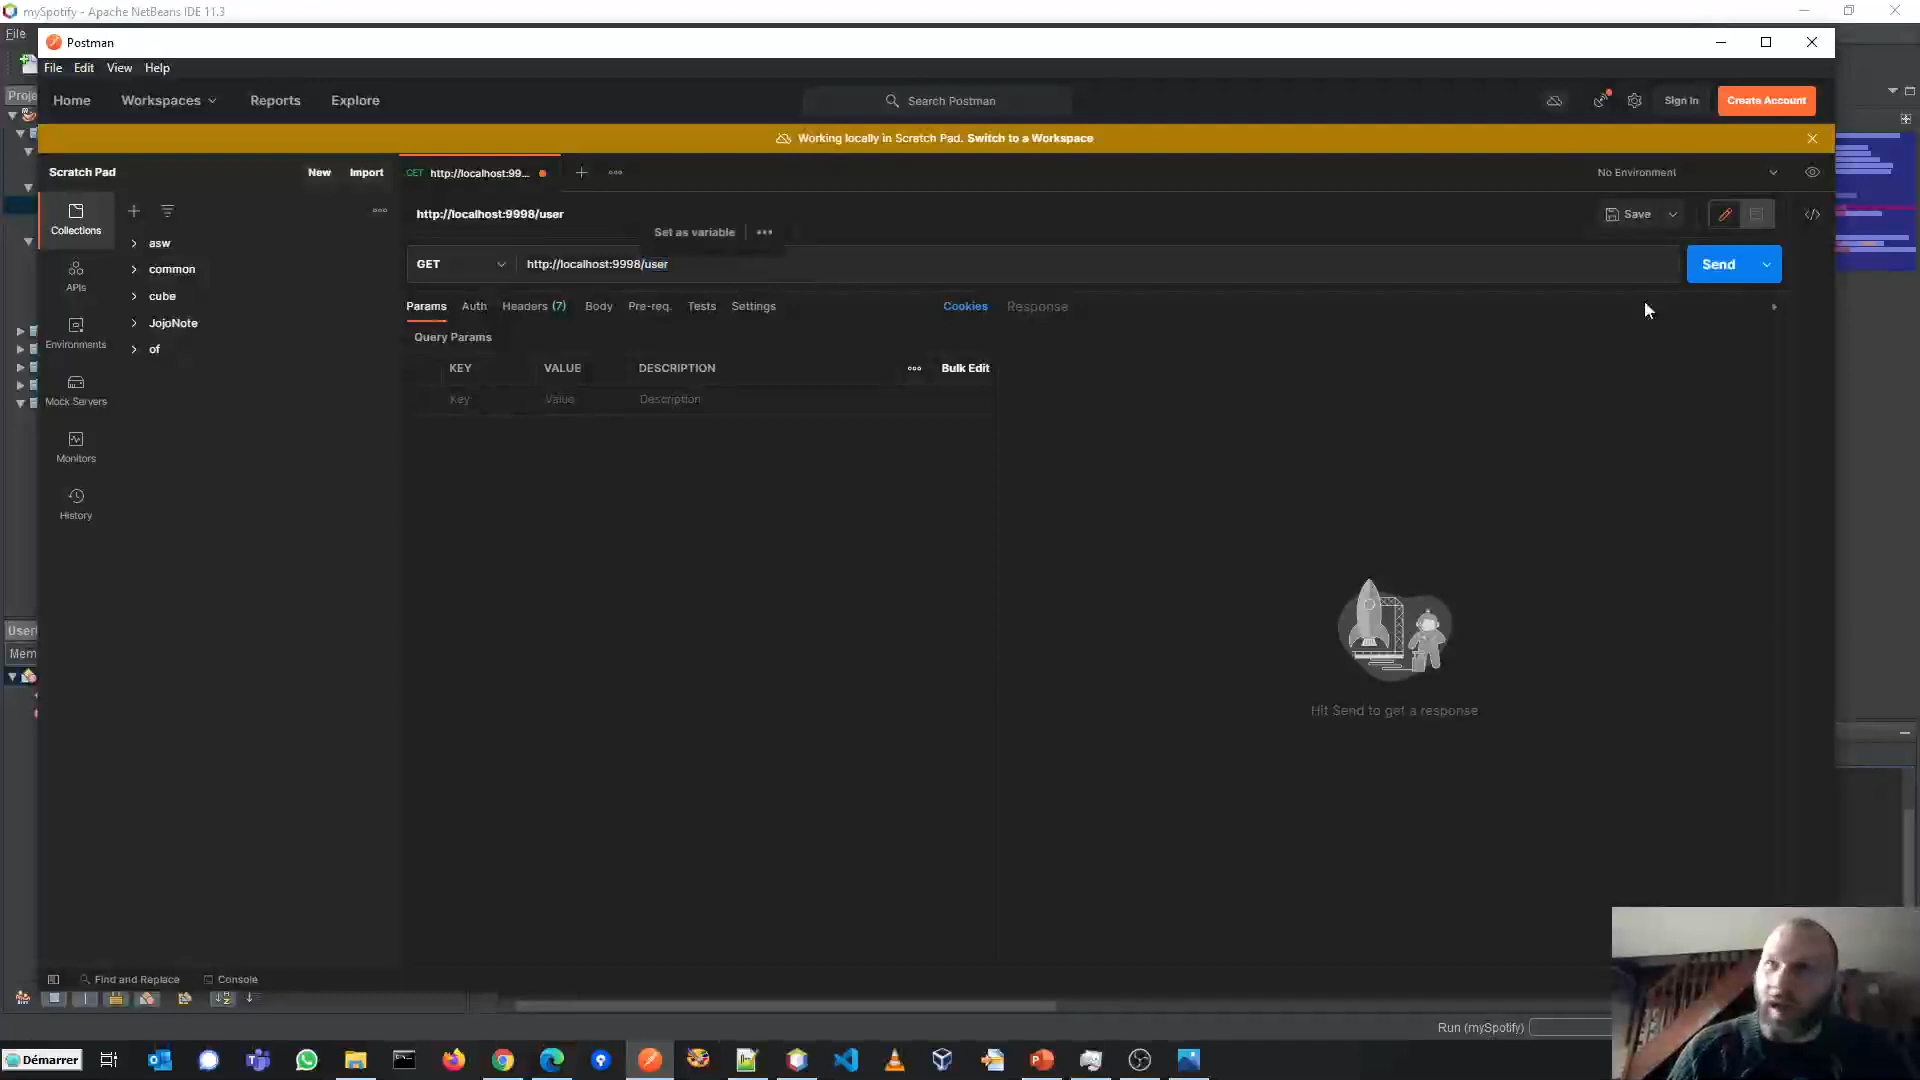 mySpotify - Apache NetBeans IDE 11.3
File
Postman
File Edit View Help
Proje
Home Workspaces Reports Explore Search Postman Sign In Create Account
Working locally in Scratch Pad. Switch to a Workspace
Scratch Pad New Import GET http://localhost:99... No Environment
Collections
http://localhost:9998/user Save
Set as variable
asw
GET http://localhost:9998/user Send
common
APIs
cube
Params Auth Headers (7) Body Pre-req. Tests Settings Cookies Response
JojoNote
Environments
Query Params
of
KEY VALUE DESCRIPTION Bulk Edit
Mock Servers
Key Value Description
Monitors
History
User
Mem
Hit Send to get a response
Find and Replace Console
Run (mySpotify)
Démarrer